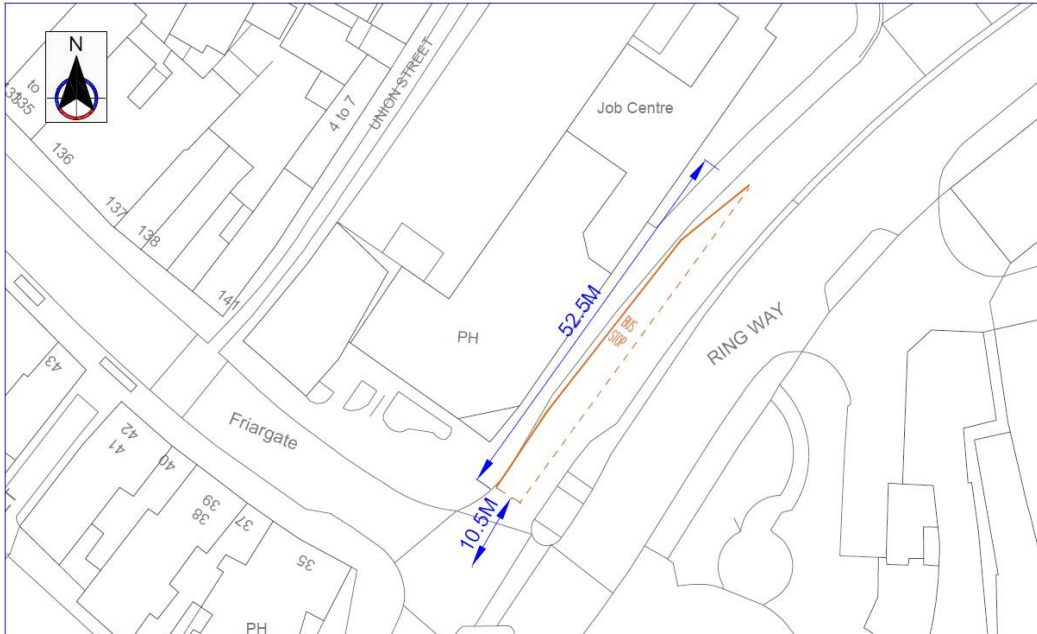 N
to
135
136
137
138
141
4 to 7
UNION STREET
Job Centre
52.5M
BUS
STOP
RING WAY
PH
43
42
41
40
39
38
37
35
Friargate
10.5M
PH